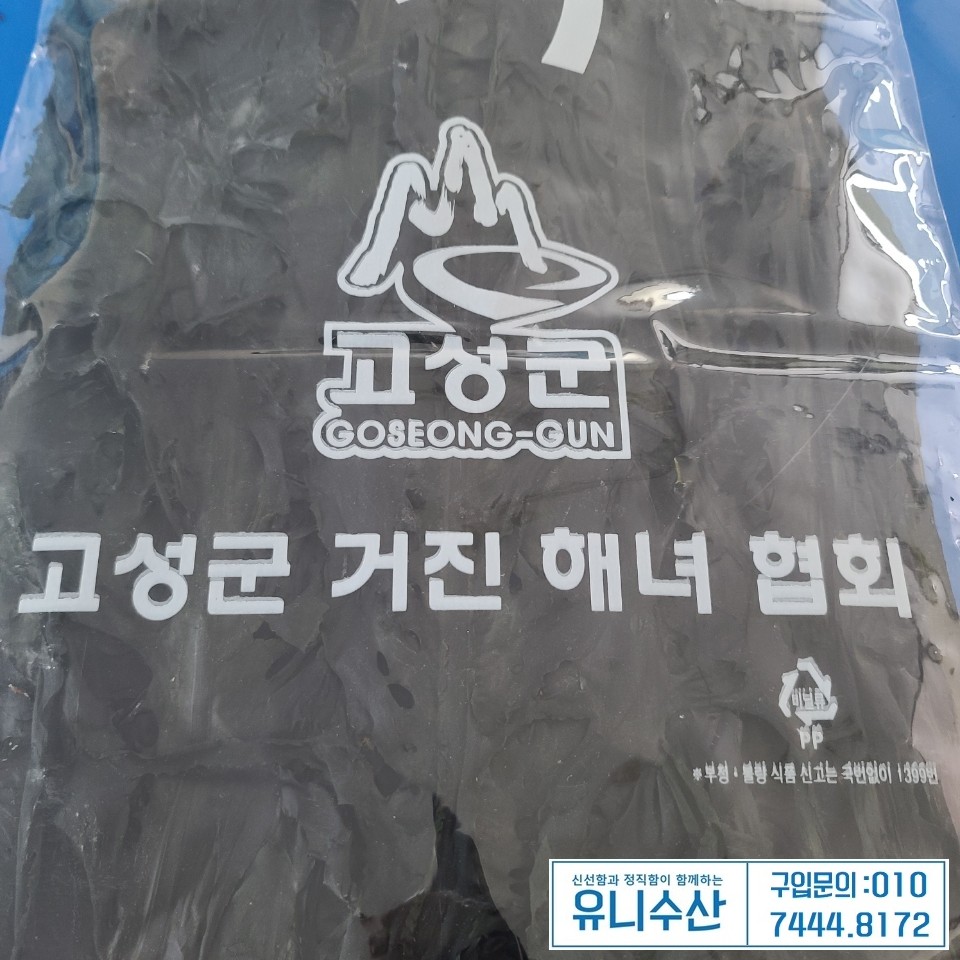 고성군
GOSEONG-GUN
고성군 거진 해녀 협회
비닐류
PP
*부정·불량 식품 신고는 국번없이 1399번
신선함과 정직함이 함께하는
유니수산
구입문의:010
7444.8172